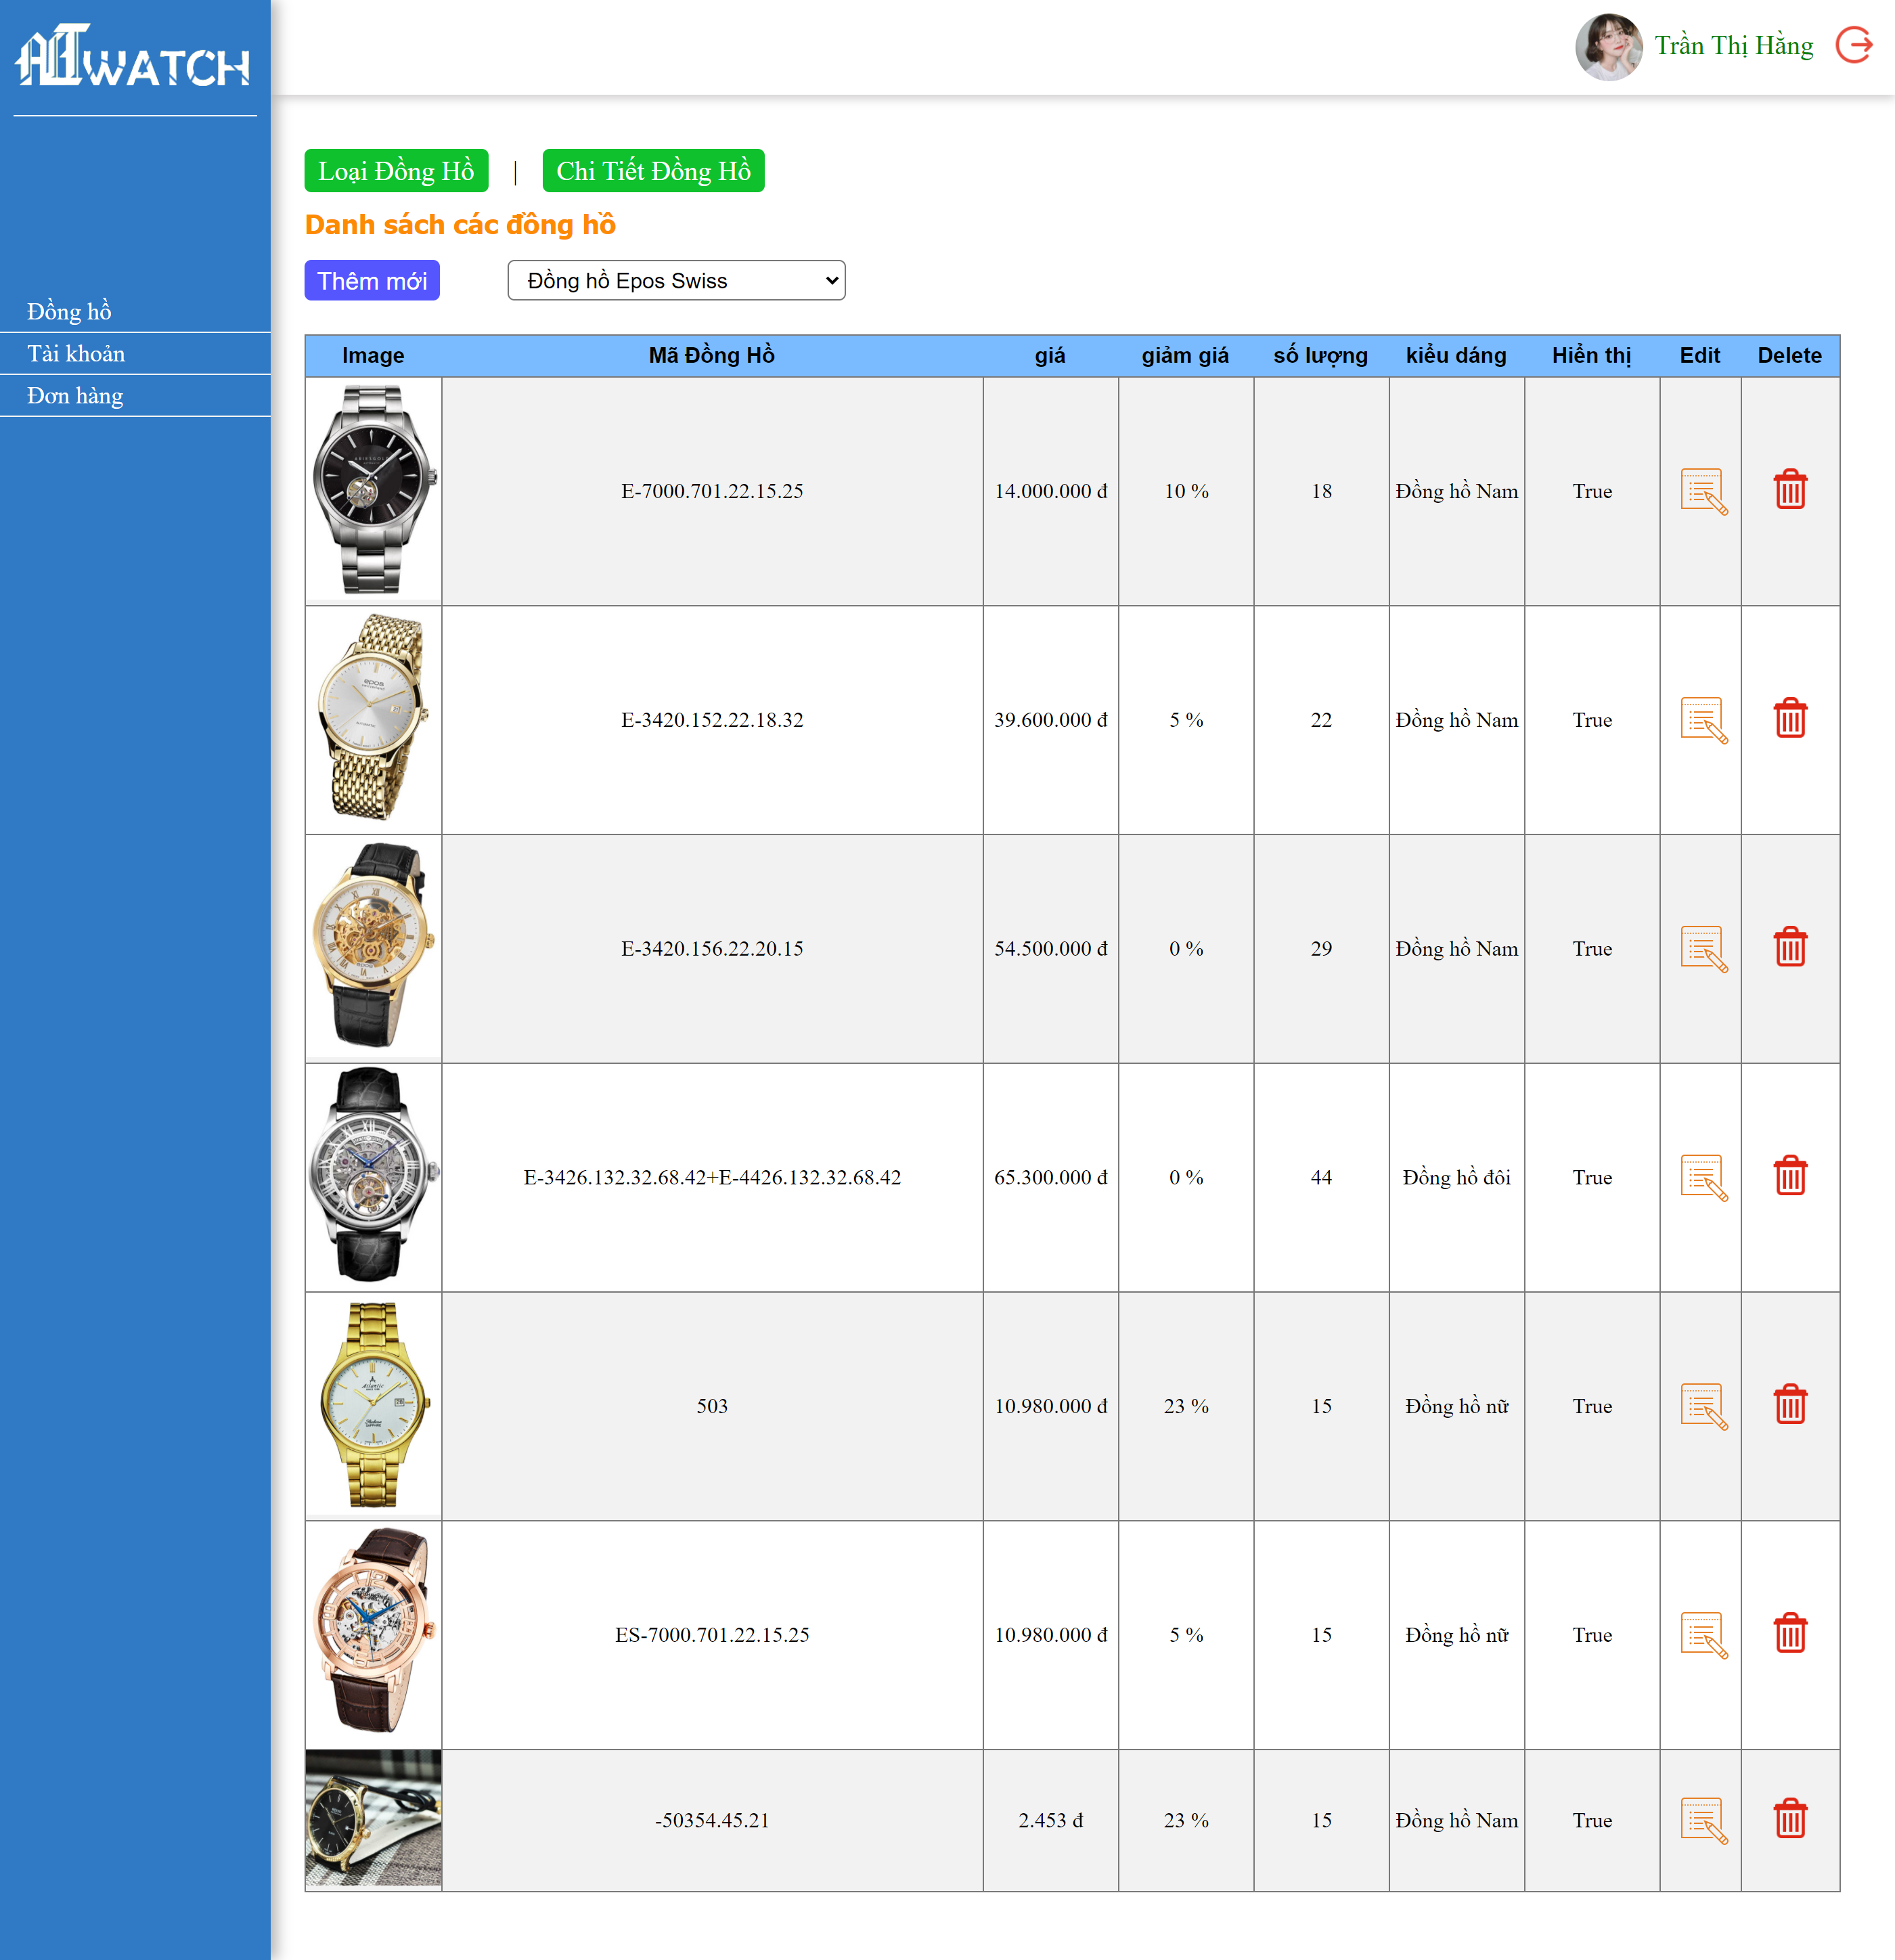 ATWATCH
Trần Thị Hằng
Loại Đồng Hồ | Chi Tiết Đồng Hồ
Danh sách các đồng hồ
Thêm mới Đồng hồ Epos Swiss
Đồng hồ
Tài khoản
Đơn hàng
Image Mã Đồng Hồ giá giảm giá số lượng kiểu dáng Hiển thị Edit Delete
E-7000.701.22.15.25 14.000.000 đ 10 % 18 Đồng hồ Nam True
epos
E-3420.152.22.18.32 39.600.000 đ 5 % 22 Đồng hồ Nam True
E-3420.156.22.20.15 54.500.000 đ 0 % 29 Đồng hồ Nam True
E-3426.132.32.68.42+E-4426.132.32.68.42 65.300.000 đ 0 % 44 Đồng hồ đôi True
Atlantic
503 10.980.000 đ 23 % 15 Đồng hồ nữ True
ES-7000.701.22.15.25 10.980.000 đ 5 % 15 Đồng hồ nữ True
-50354.45.21 2.453 đ 23 % 15 Đồng hồ Nam True